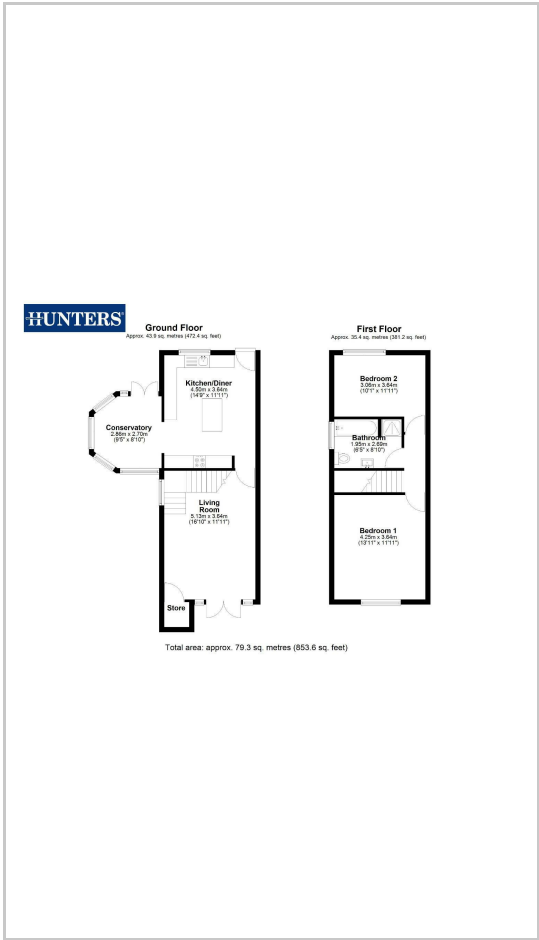 HUNTERS
Ground Floor
Approx. 43.9 sq. metres (472.4 sq. feet)
Kitchen/Diner
4.50m x 3.64m
(14'9" x 11'11")
Conservatory
2.86m x 2.70m
(9'5" x 8'10")
Living
Room
5.13m x 3.64m
(16'10" x 11'11")
Store
First Floor
Approx. 35.4 sq. metres (381.2 sq. feet)
Bedroom 2
3.06m x 3.64m
(10'1" x 11'11")
Bathroom
1.95m x 2.69m
(6'5" x 8'10")
Bedroom 1
4.25m x 3.64m
(13'11" x 11'11")
Total area: approx. 79.3 sq. metres (853.6 sq. feet)